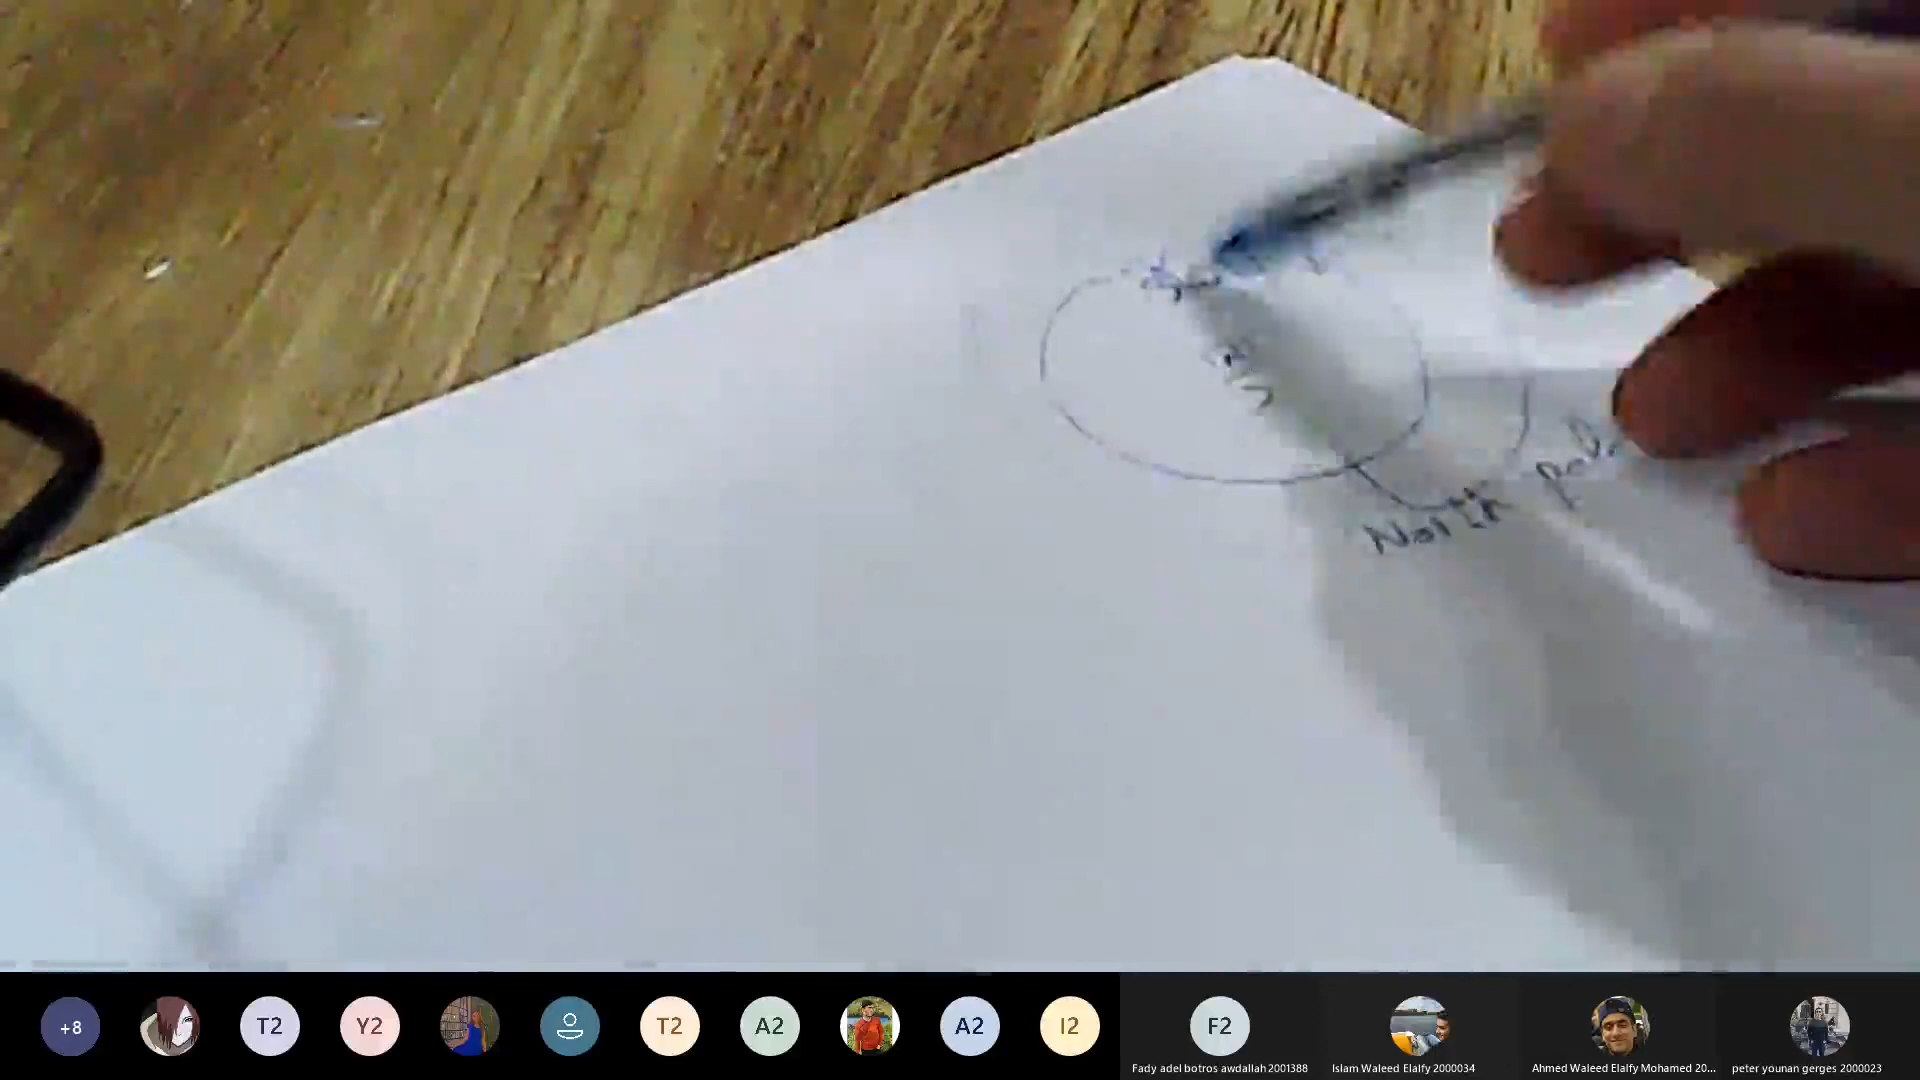 North pole
+8
T2
Y2
T2
A2
A2
I2
F2
Fady adel botros awdallah 2001388
Islam Waleed Elalfy 2000034
Ahmed Waleed Elalfy Mohamed 20...
peter younan gerges 2000023